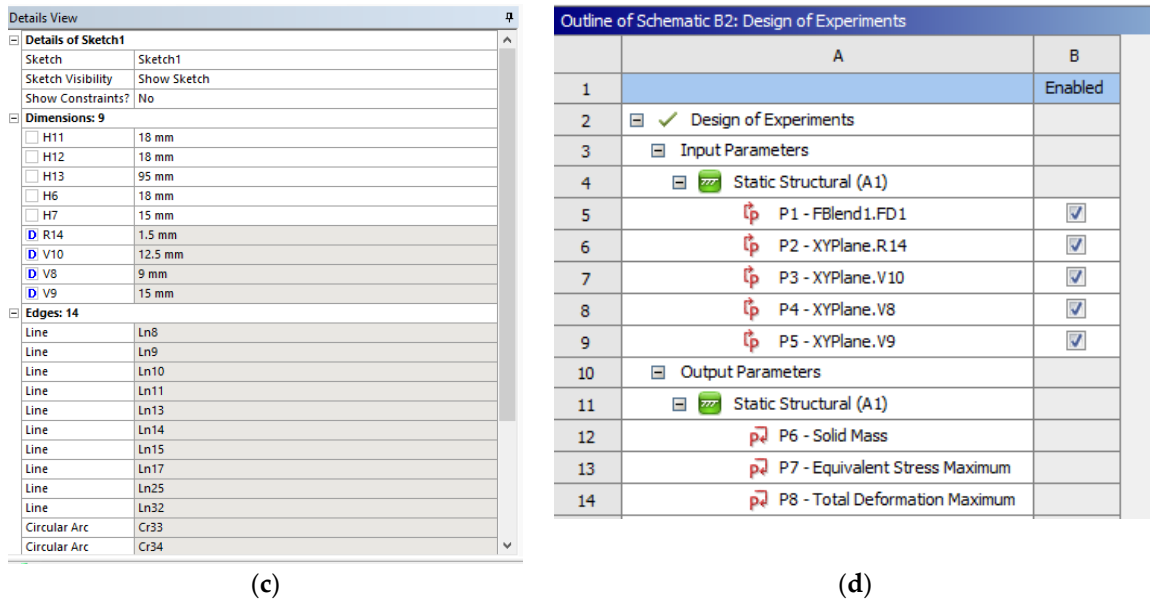 Details View
Details of Sketch1
Sketch Sketch1
Sketch Visibility Show Sketch
Show Constraints? No
Dimensions: 9
H11 18 mm
H12 18 mm
H13 95 mm
H6 18 mm
H7 15 mm
D R14 1.5 mm
D V10 12.5 mm
D V8 9 mm
D V9 15 mm
Edges: 14
Line Ln8
Line Ln9
Line Ln10
Line Ln11
Line Ln13
Line Ln14
Line Ln15
Line Ln17
Line Ln25
Line Ln32
Circular Arc Cr33
Circular Arc Cr34
(c)
Outline of Schematic B2: Design of Experiments
A B
1 Enabled
2 Design of Experiments
3 Input Parameters
4 Static Structural (A1)
5 P1 - FBlend1.FD1
6 P2 - XYPlane.R14
7 P3 - XYPlane.V10
8 P4 - XYPlane.V8
9 P5 - XYPlane.V9
10 Output Parameters
11 Static Structural (A1)
12 P6 - Solid Mass
13 P7 - Equivalent Stress Maximum
14 P8 - Total Deformation Maximum
(d)